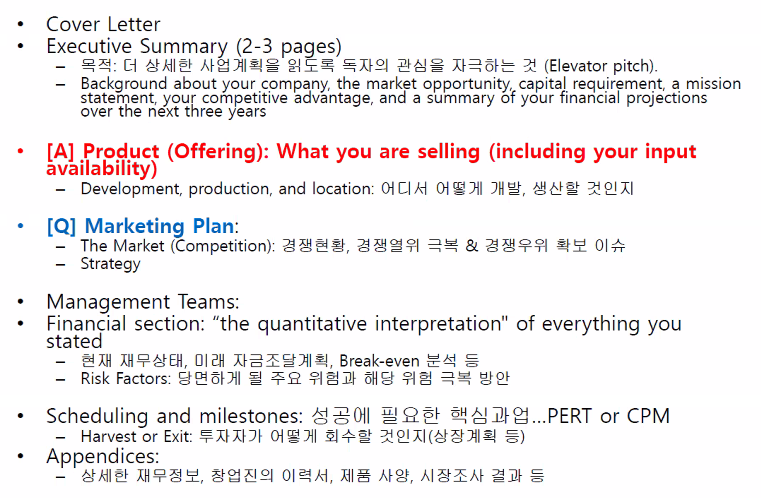 • Cover Letter
• Executive Summary (2-3 pages)
– 목적: 더 상세한 사업계획을 읽도록 독자의 관심을 자극하는 것 (Elevator pitch).
– Background about your company, the market opportunity, capital requirement, a mission
statement, your competitive advantage, and a summary of your financial projections
over the next three years
• [A] Product (Offering): What you are selling (including your input
availability)
– Development, production, and location: 어디서 어떻게 개발, 생산할 것인지
• [Q] Marketing Plan:
– The Market (Competition): 경쟁현황, 경쟁열위 극복 & 경쟁우위 확보 이슈
– Strategy
• Management Teams:
• Financial section: “the quantitative interpretation" of everything you
stated
– 현재 재무상태, 미래 자금조달계획, Break-even 분석 등
– Risk Factors: 당면하게 될 주요 위험과 해당 위험 극복 방안
• Scheduling and milestones: 성공에 필요한 핵심과업...PERT or CPM
– Harvest or Exit: 투자자가 어떻게 회수할 것인지(상장계획 등)
• Appendices:
– 상세한 재무정보, 창업진의 이력서, 제품 사양, 시장조사 결과 등